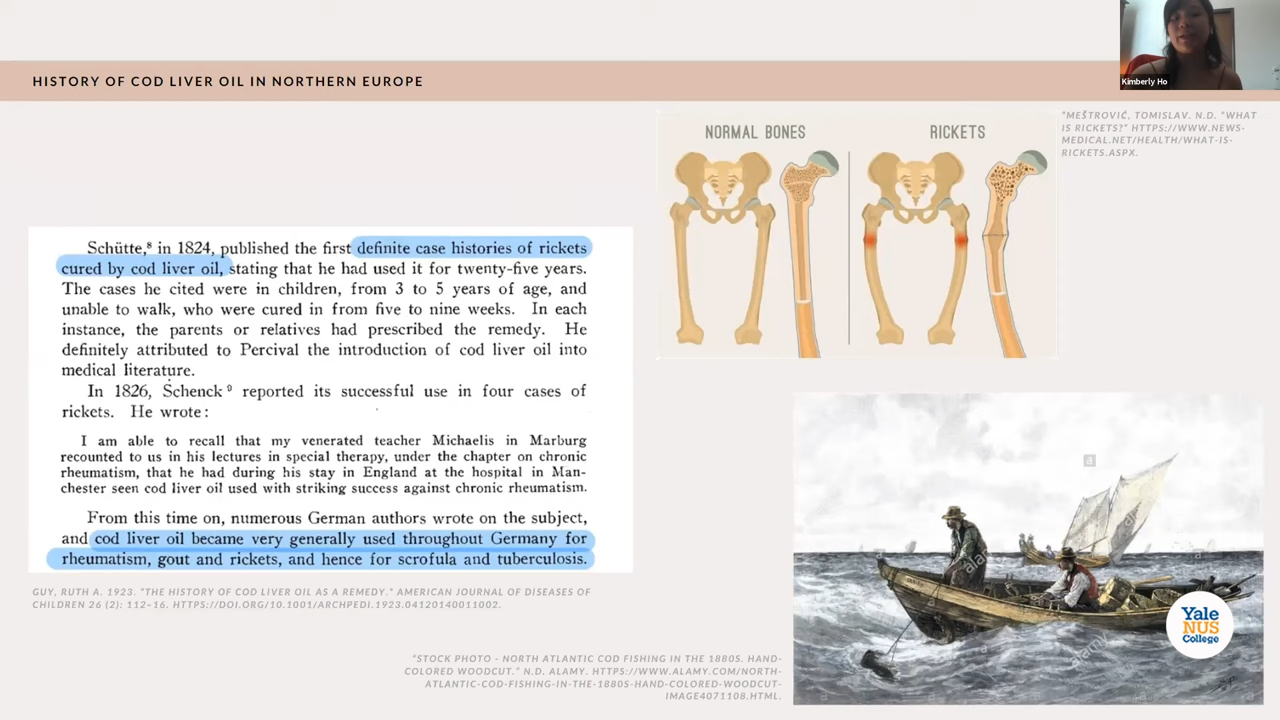 Kimberly Ho
HISTORY OF COD LIVER OIL IN NORTHERN EUROPE
Schütte,⁸ in 1824, published the first definite case histories of rickets
cured by cod liver oil, stating that he had used it for twenty-five years.
The cases he cited were in children, from 3 to 5 years of age, and
unable to walk, who were cured in from five to nine weeks. In each
instance, the parents or relatives had prescribed the remedy. He
definitely attributed to Percival the introduction of cod liver oil into
medical literature.
In 1826, Schenck⁹ reported its successful use in four cases of
rickets. He wrote:
I am able to recall that my venerated teacher Michaelis in Marburg
recounted to us in his lectures in special therapy, under the chapter on chronic
rheumatism, that he had during his stay in England at the hospital in Man-
chester seen cod liver oil used with striking success against chronic rheumatism.
From this time on, numerous German authors wrote on the subject,
and cod liver oil became very generally used throughout Germany for
rheumatism, gout and rickets, and hence for scrofula and tuberculosis.
GUY, RUTH A. 1923. "THE HISTORY OF COD LIVER OIL AS A REMEDY." AMERICAN JOURNAL OF DISEASES OF
CHILDREN 26 (2): 112–16. HTTPS://DOI.ORG/10.1001/ARCHPEDI.1923.04120140011002.
NORMAL BONES
RICKETS
"MEŠTROVIĆ, TOMISLAV. N.D. "WHAT
IS RICKETS?" HTTPS://WWW.NEWS-
MEDICAL.NET/HEALTH/WHAT-IS-
RICKETS.ASPX.
"STOCK PHOTO - NORTH ATLANTIC COD FISHING IN THE 1880S. HAND-
COLORED WOODCUT." N.D. ALAMY. HTTPS://WWW.ALAMY.COM/NORTH-
ATLANTIC-COD-FISHING-IN-THE-1880S-HAND-COLORED-WOODCUT-
IMAGE4071108.HTML.
a
alamy
Yale
NUS
College